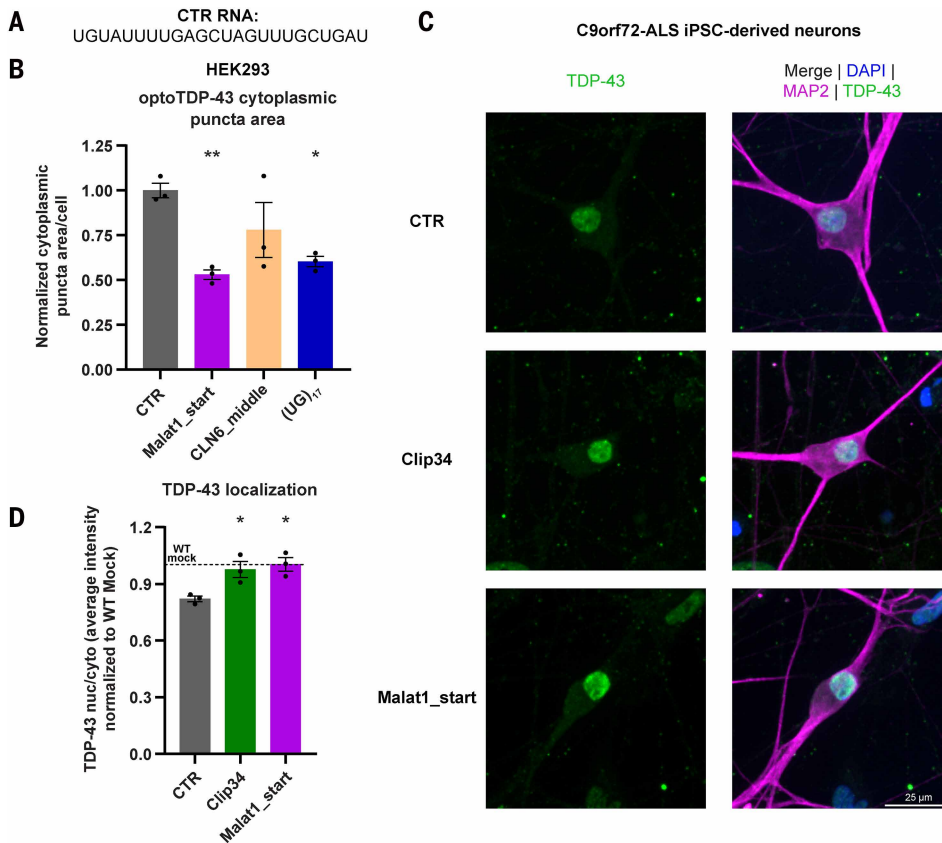 A
CTR RNA:
UGUAUUUUGAGCUAGUUUGCUGAU
B
HEK293
optoTDP-43 cytoplasmic
puncta area
Normalized cytoplasmic
puncta area/cell
1.25
1.00
0.75
0.50
0.25
0.00
**
*
CTR
Malat1_start
CLN6_middle
(UG)17
C
C9orf72-ALS iPSC-derived neurons
TDP-43
Merge | DAPI |
MAP2 | TDP-43
CTR
Clip34
Malat1_start
25 µm
D
TDP-43 localization
TDP-43 nuc/cyto (average intensity
normalized to WT Mock)
1.2
0.9
0.6
0.3
0.0
WT
mock
*
*
CTR
Clip34
Malat1_start